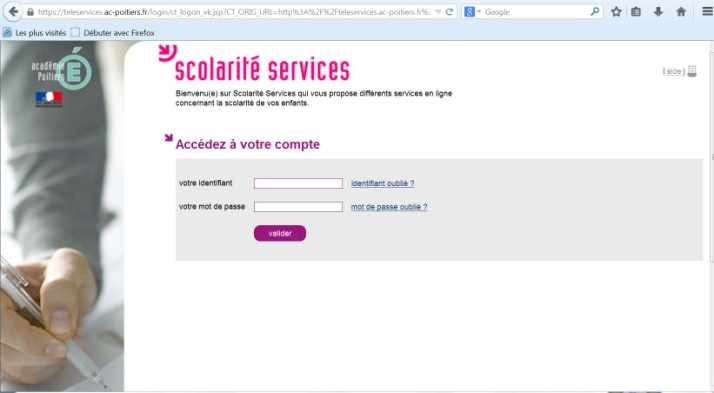 https://teleservices.ac-poitiers.fr/login/ct_logon_vk.jsp?CT_ORIG_URL=http%3A%2F%2Fteleservices.ac-poitiers.fr%
Google
Les plus visités
Débuter avec Firefox
académie
Poitiers
scolarité services
[ aide ]
Bienvenu(e) sur Scolarité Services qui vous propose différents services en ligne
concernant la scolarité de vos enfants.
Accédez à votre compte
votre identifiant
identifiant oublié ?
votre mot de passe
mot de passe oublié ?
valider